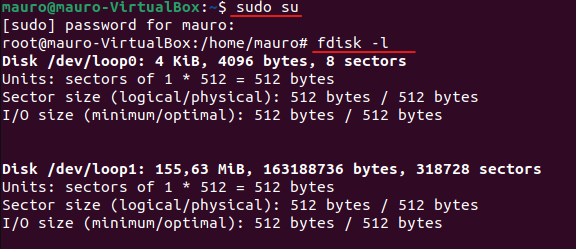 mauro@mauro-VirtualBox:~$ sudo su
[sudo] password for mauro:
root@mauro-VirtualBox:/home/mauro# fdisk -l
Disk /dev/loop0: 4 KiB, 4096 bytes, 8 sectors
Units: sectors of 1 * 512 = 512 bytes
Sector size (logical/physical): 512 bytes / 512 bytes
I/O size (minimum/optimal): 512 bytes / 512 bytes
Disk /dev/loop1: 155,63 MiB, 163188736 bytes, 318728 sectors
Units: sectors of 1 * 512 = 512 bytes
Sector size (logical/physical): 512 bytes / 512 bytes
I/O size (minimum/optimal): 512 bytes / 512 bytes